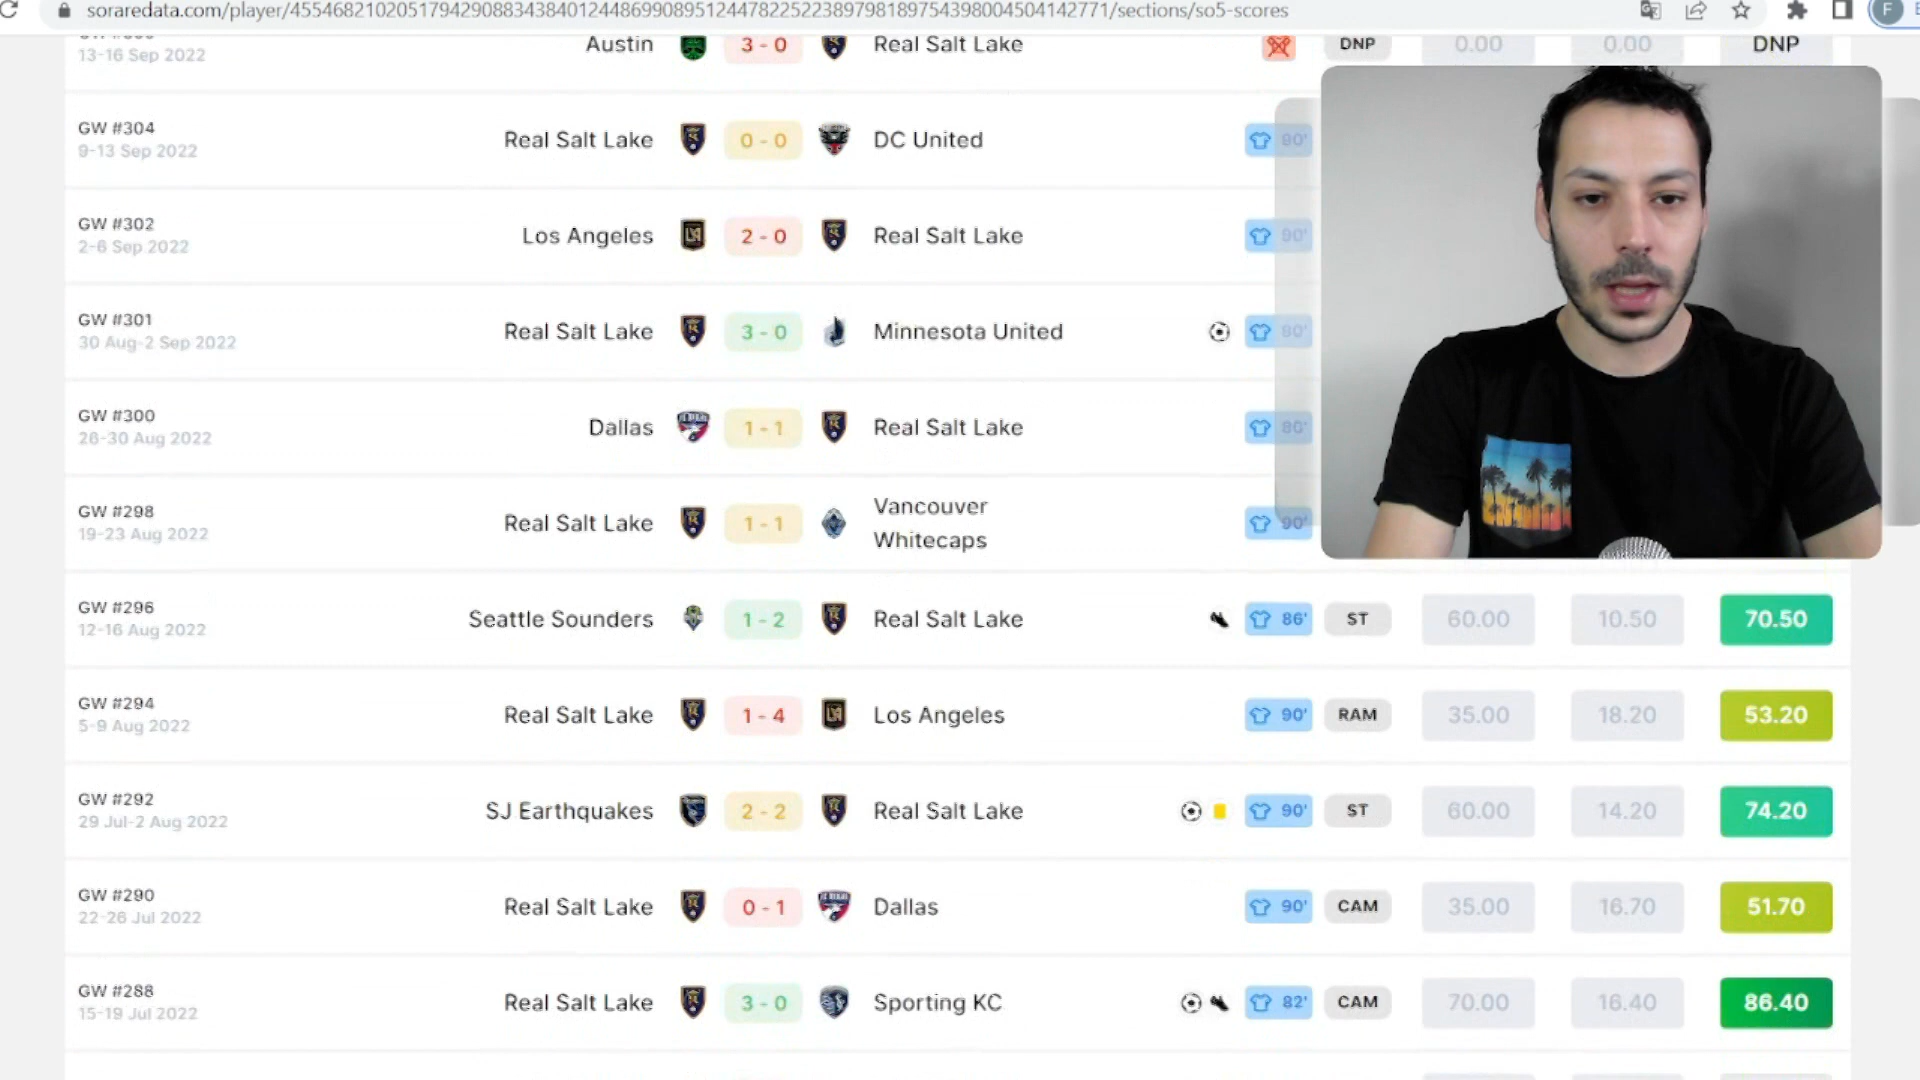 soraredata.com/player/45546821020517942908834384012448699089512447822522389798189754398004504142771/sections/so5-scores
F
13-16 Sep 2022 Austin 3 - 0 Real Salt Lake DNP 0.00 0.00 DNP
GW #304
9-13 Sep 2022 Real Salt Lake 0 - 0 DC United 90'
GW #302
2-6 Sep 2022 Los Angeles 2 - 0 Real Salt Lake 90'
GW #301
30 Aug-2 Sep 2022 Real Salt Lake 3 - 0 Minnesota United
GW #300
26-30 Aug 2022 Dallas 1 - 1 Real Salt Lake
GW #298
19-23 Aug 2022 Real Salt Lake 1 - 1 Vancouver
Whitecaps 90'
GW #296
12-16 Aug 2022 Seattle Sounders 1 - 2 Real Salt Lake 86' ST 60.00 10.50 70.50
GW #294
5-9 Aug 2022 Real Salt Lake 1 - 4 Los Angeles 90' RAM 35.00 18.20 53.20
GW #292
29 Jul-2 Aug 2022 SJ Earthquakes 2 - 2 Real Salt Lake 90' ST 60.00 14.20 74.20
GW #290
22-26 Jul 2022 Real Salt Lake 0 - 1 Dallas 90' CAM 35.00 16.70 51.70
GW #288
15-19 Jul 2022 Real Salt Lake 3 - 0 Sporting KC 82' CAM 70.00 16.40 86.40